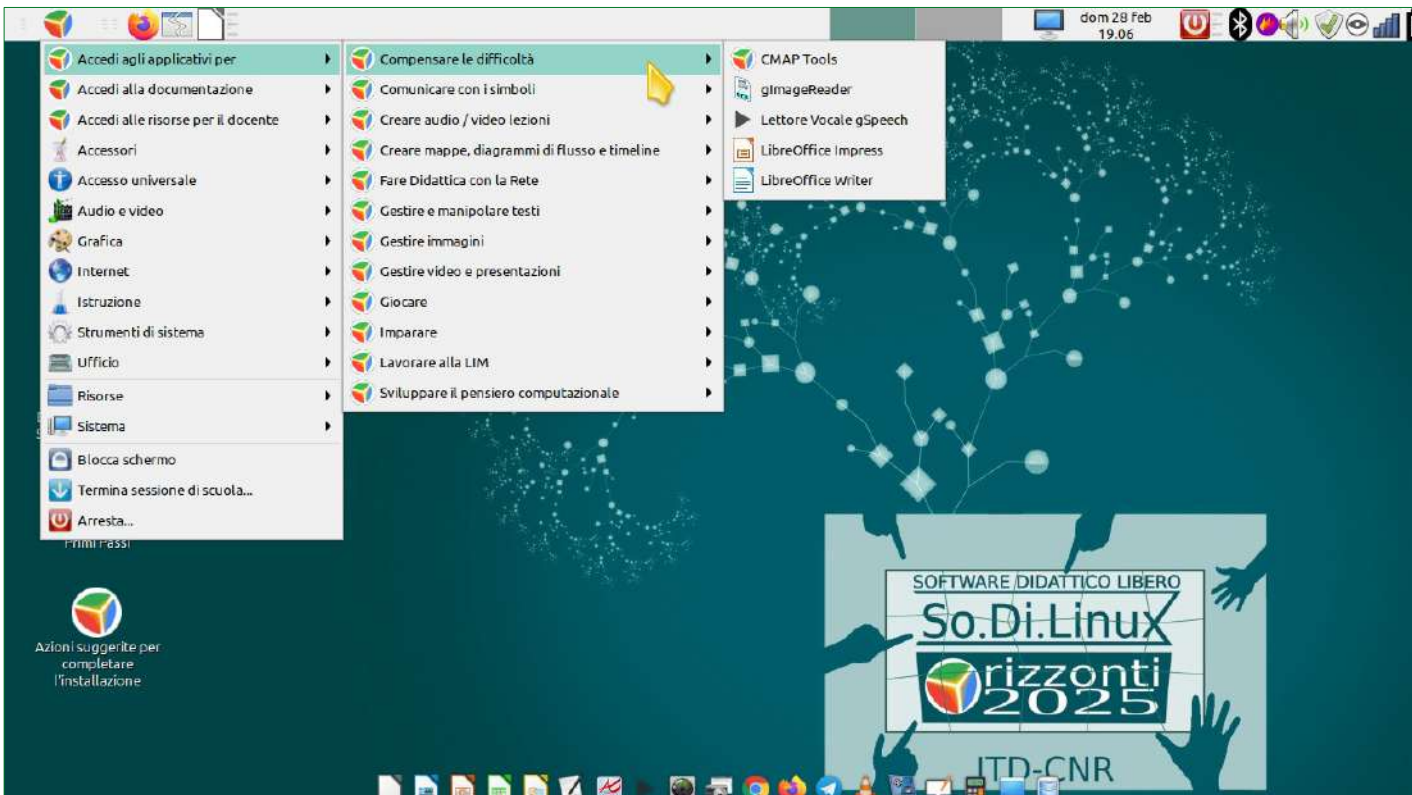 dom 28 feb
19.06
Accedi agli applicativi per
Accedi alla documentazione
Accedi alle risorse per il docente
Accessori
Accesso universale
Audio e video
Grafica
Internet
Istruzione
Strumenti di sistema
Ufficio
Risorse
Sistema
Blocca schermo
Termina sessione di scuola...
Arresta...
Compensare le difficoltà
Comunicare con i simboli
Creare audio / video lezioni
Creare mappe, diagrammi di flusso e timeline
Fare Didattica con la Rete
Gestire e manipolare testi
Gestire immagini
Gestire video e presentazioni
Giocare
Imparare
Lavorare alla LIM
Sviluppare il pensiero computazionale
CMAP Tools
gImageReader
Lettore Vocale gSpeech
LibreOffice Impress
LibreOffice Writer
Primi Passi
Azioni suggerite per
completare
l'installazione
SOFTWARE DIDATTICO LIBERO
So.Di.Linux
Orizzonti
2025
ITD-CNR